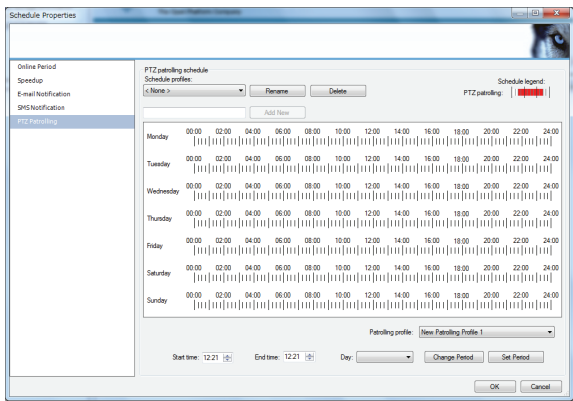 Schedule Properties
Online Period
Speedup
E-mail Notification
SMS Notification
PTZ Patrolling
PTZ patrolling schedule
Schedule profiles:
< None >
Rename
Delete
Schedule legend:
PTZ patrolling:
Add New
Monday 00:00 02:00 04:00 06:00 08:00 10:00 12:00 14:00 16:00 18:00 20:00 22:00 24:00
Tuesday 00:00 02:00 04:00 06:00 08:00 10:00 12:00 14:00 16:00 18:00 20:00 22:00 24:00
Wednesday 00:00 02:00 04:00 06:00 08:00 10:00 12:00 14:00 16:00 18:00 20:00 22:00 24:00
Thursday 00:00 02:00 04:00 06:00 08:00 10:00 12:00 14:00 16:00 18:00 20:00 22:00 24:00
Friday 00:00 02:00 04:00 06:00 08:00 10:00 12:00 14:00 16:00 18:00 20:00 22:00 24:00
Saturday 00:00 02:00 04:00 06:00 08:00 10:00 12:00 14:00 16:00 18:00 20:00 22:00 24:00
Sunday 00:00 02:00 04:00 06:00 08:00 10:00 12:00 14:00 16:00 18:00 20:00 22:00 24:00
Patrolling profile: New Patrolling Profile 1
Start time: 12:21 End time: 12:21 Day: Change Period Set Period
OK Cancel